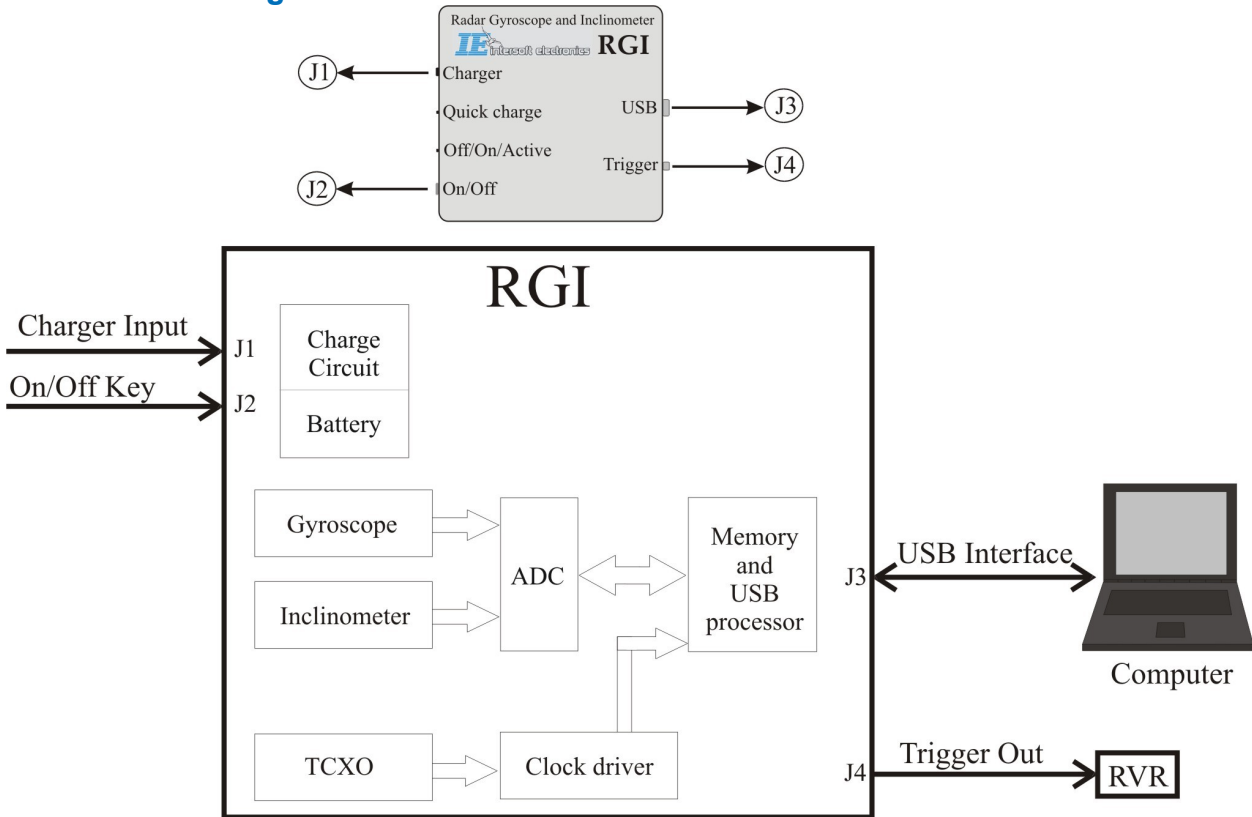 g
Radar Gyroscope and Inclinometer
IE intersoft electronics RGI
J1
Charger
Quick charge
USB
J3
Off/On/Active
Trigger
J4
J2
On/Off
RGI
Charger Input
J1
Charge
Circuit
On/Off Key
J2
Battery
Gyroscope
ADC
Memory
and
USB
processor
J3
USB Interface
Inclinometer
Computer
TCXO
Clock driver
J4
Trigger Out
RVR